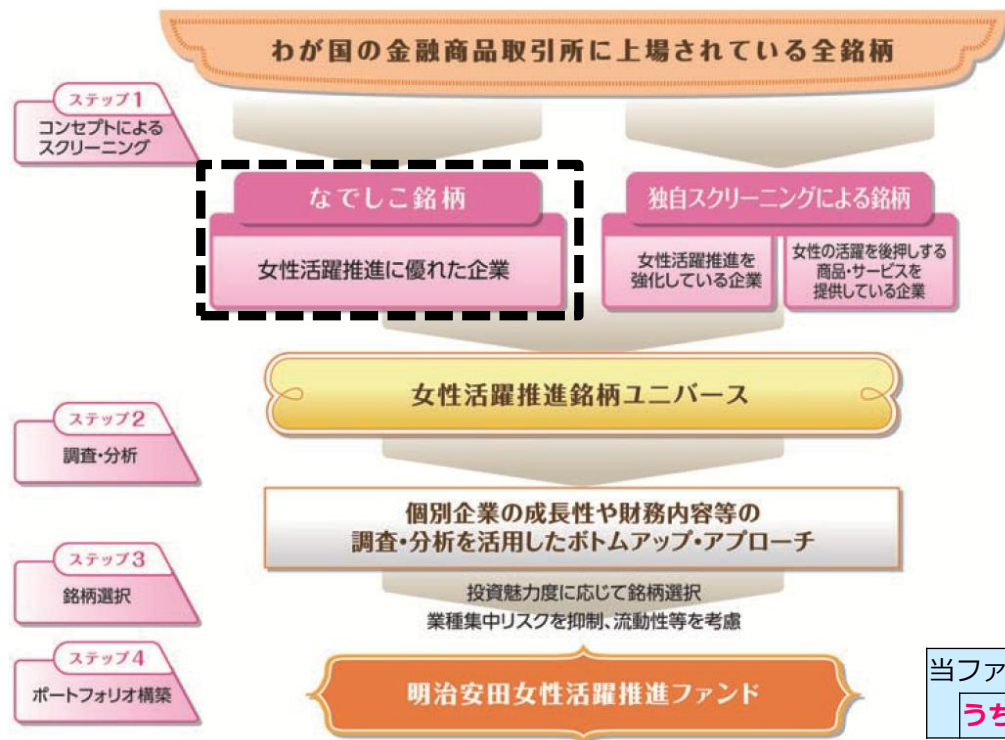 わが国の金融商品取引所に上場されている全銘柄
ステップ1
コンセプトによる
スクリーニング
なでしこ銘柄
女性活躍推進に優れた企業
独自スクリーニングによる銘柄
女性活躍推進を
強化している企業
女性の活躍を後押しする
商品・サービスを
提供している企業
女性活躍推進銘柄ユニバース
ステップ2
調査・分析
個別企業の成長性や財務内容等の
調査・分析を活用したボトムアップ・アプローチ
ステップ3
銘柄選択
投資魅力度に応じて銘柄選択
業種集中リスクを抑制、流動性等を考慮
ステップ4
ポートフォリオ構築
明治安田女性活躍推進ファンド
当ファ
うち